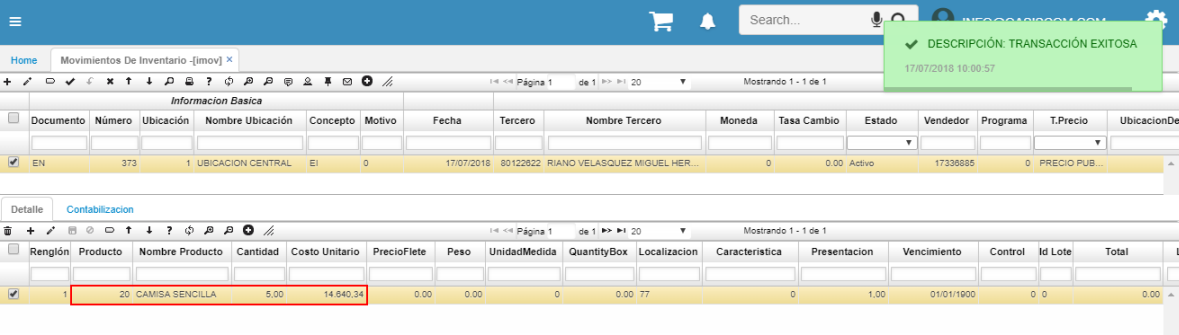 Search...
DESCRIPCIÓN: TRANSACCIÓN EXITOSA
17/07/2018 10:00:57
Home Movimientos De Inventario -[imov] ×
Página 1 de 1 20 Mostrando 1 - 1 de 1
Informacion Basica
Documento Número Ubicación Nombre Ubicación Concepto Motivo Fecha Tercero Nombre Tercero Moneda Tasa Cambio Estado Vendedor Programa T.Precio UbicacionDe
EN 373 1 UBICACION CENTRAL EI 0 17/07/2018 80122622 RIANO VELASQUEZ MIGUEL HER... 0 0.00 Activo 17336885 0 PRECIO PUB...
Detalle Contabilizacion
Página 1 de 1 20 Mostrando 1 - 1 de 1
Renglón Producto Nombre Producto Cantidad Costo Unitario PrecioFlete Peso UnidadMedida QuantityBox Localizacion Caracteristica Presentacion Vencimiento Control Id Lote Total
1 20 CAMISA SENCILLA 5,00 14.640,34 0.00 0.00 0 0.00 77 0 1,00 01/01/1900 0 0 0.00